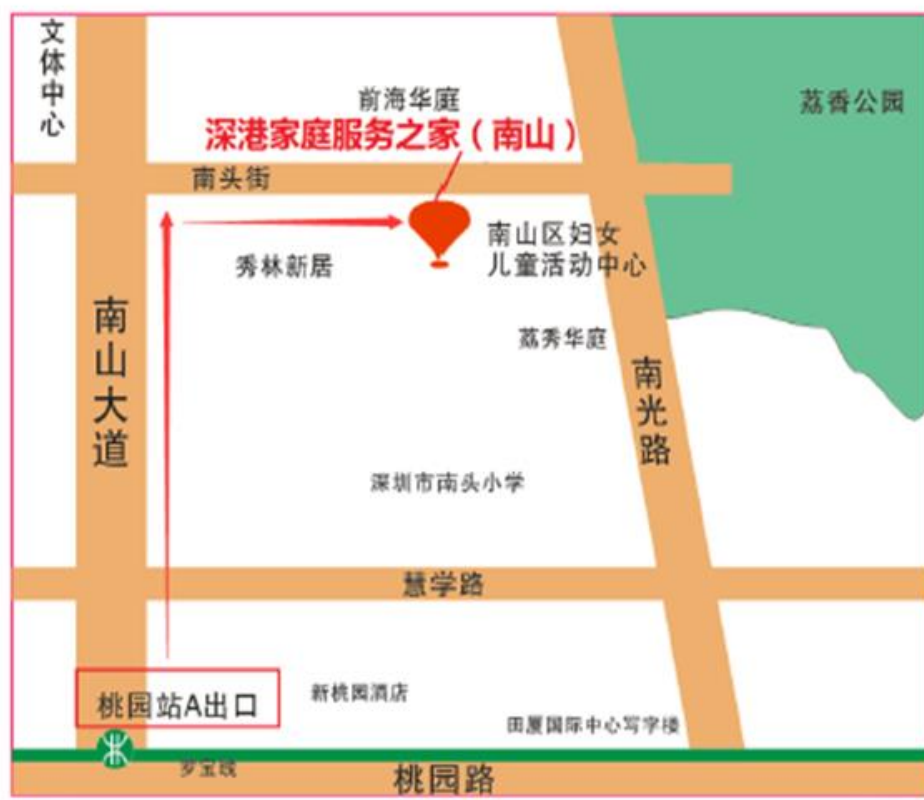 文体中心
前海华庭
荔香公园
深港家庭服务之家（南山）
南头街
南山区妇女
儿童活动中心
秀林新居
南山大道
荔秀华庭
南光路
深圳市南头小学
慧学路
桃园站A出口
新桃园酒店
田厦国际中心写字楼
罗宝线
桃园路